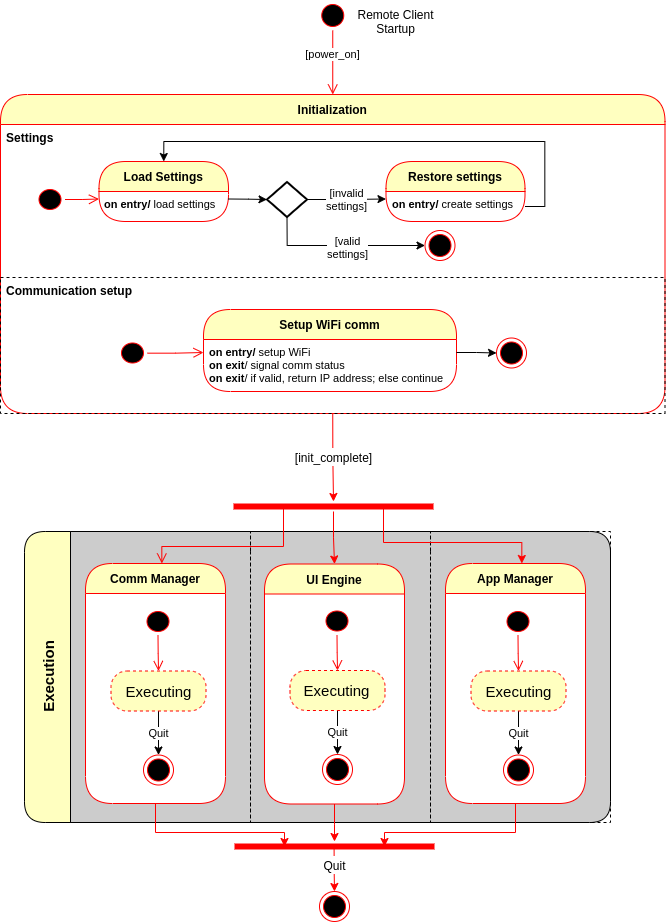 Remote Client
Startup
[power_on]
Initialization
Settings
Load Settings
on entry/ load settings
[invalid
settings]
Restore settings
on entry/ create settings
[valid
settings]
Communication setup
Setup WiFi comm
on entry/ setup WiFi
on exit/ signal comm status
on exit/ if valid, return IP address; else continue
[init_complete]
Execution
Comm Manager
UI Engine
App Manager
Executing
Executing
Executing
Quit
Quit
Quit
Quit